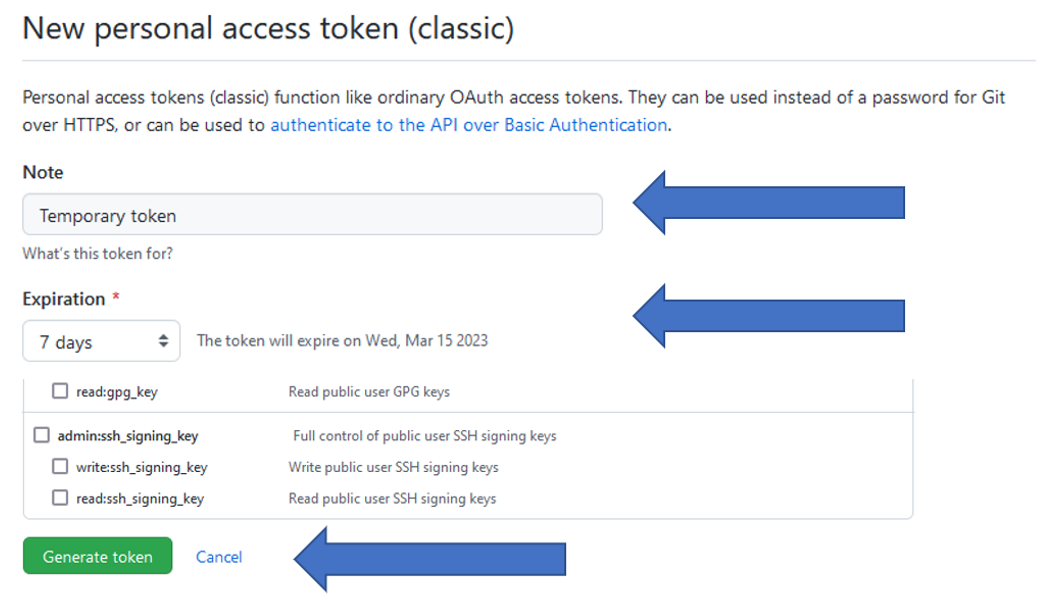 New personal access token (classic)
Personal access tokens (classic) function like ordinary OAuth access tokens. They can be used instead of a password for Git
over HTTPS, or can be used to authenticate to the API over Basic Authentication.
Note
Temporary token
What's this token for?
Expiration *
7 days The token will expire on Wed, Mar 15 2023
read:gpg_key Read public user GPG keys
admin:ssh_signing_key Full control of public user SSH signing keys
write:ssh_signing_key Write public user SSH signing keys
read:ssh_signing_key Read public user SSH signing keys
Generate token Cancel